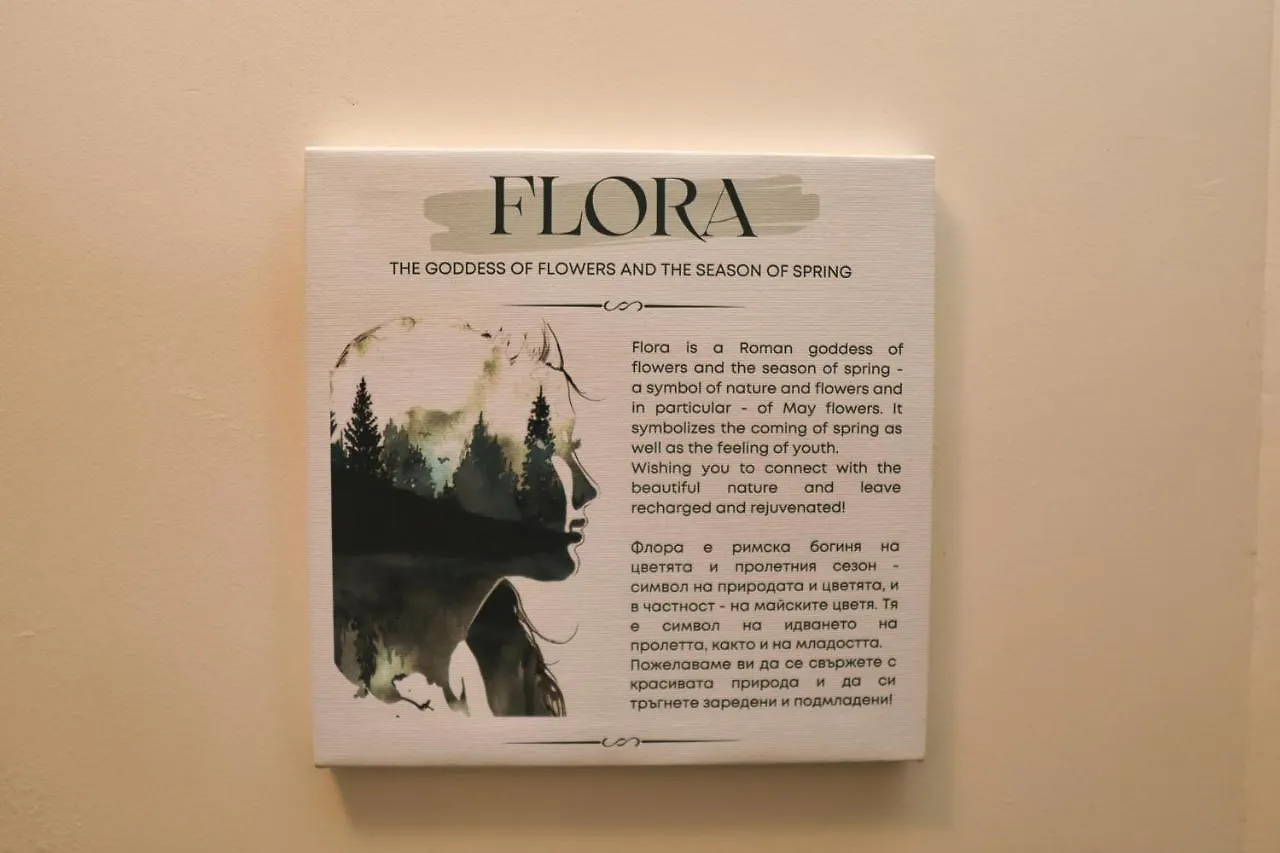 FLORA
THE GODDESS OF FLOWERS AND THE SEASON OF SPRING
Flora is a Roman goddess of
flowers and the season of spring -
a symbol of nature and flowers and
in particular - of May flowers. It
symbolizes the coming of spring as
well as the feeling of youth.
Wishing you to connect with the
beautiful nature and leave
recharged and rejuvenated!
Флора е римска богиня на
цветята и пролетния сезон -
символ на природата и цветята, и
в частност - на майските цветя. Тя
е символ на идването на
пролетта, както и на младостта.
Пожелаваме ви да се свържете с
красивата природа и да си
тръгнете заредени и подмладени!